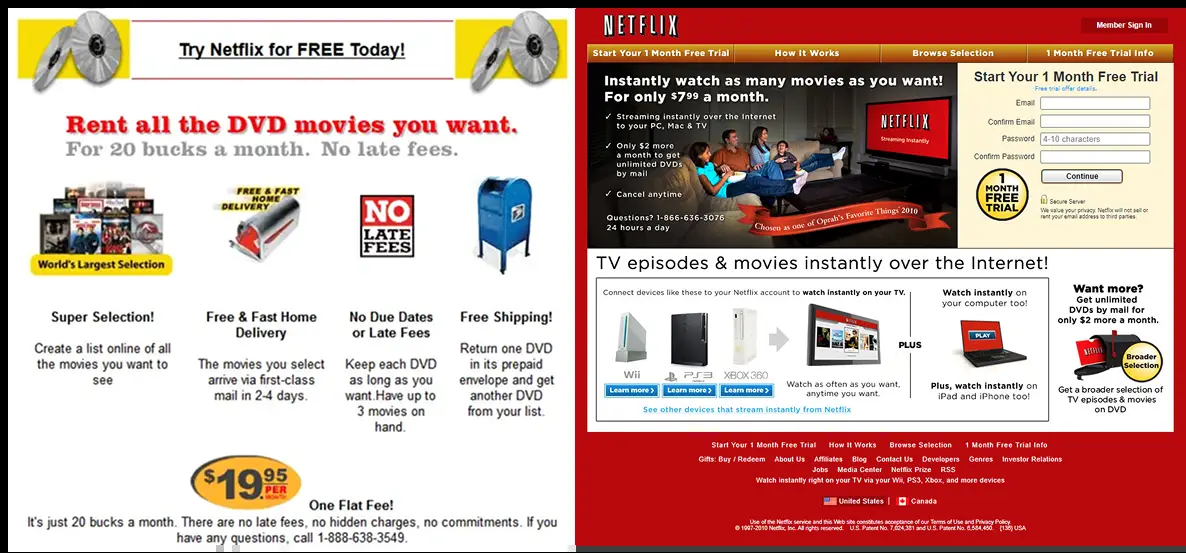 Try Netflix for FREE Today!
Rent all the DVD movies you want.
For 20 bucks a month. No late fees.
World's Largest Selection
FREE & FAST
HOME
DELIVERY
NO
LATE
FEES
Super Selection!
Create a list online of all
the movies you want to
see
Free & Fast Home
Delivery
The movies you select
arrive via first-class
mail in 2-4 days.
No Due Dates
or Late Fees
Keep each DVD
as long as you
want.Have up to
3 movies on
hand.
Free Shipping!
Return one DVD
in its prepaid
envelope and get
another DVD
from your list.
$19.95
PER
MONTH
One Flat Fee!
It's just 20 bucks a month. There are no late fees, no hidden charges, no commitments. If you
have any questions, call 1-888-638-3549.
NETFLIX
Member Sign In
Start Your 1 Month Free Trial
How It Works
Browse Selection
1 Month Free Trial Info
Instantly watch as many movies as you want!
For only $7.99 a month.
✓ Streaming instantly over the Internet
to your PC, Mac & TV
✓ Only $2 more
a month to get
unlimited DVDs
by mail
✓ Cancel anytime
Questions? 1-866-636-3076
24 hours a day
NETFLIX
Streaming Instantly
Chosen as one of Oprah's Favorite Things 2010
Start Your 1 Month Free Trial
Free trial offer details.
Email
Confirm Email
Password
4-10 characters
Confirm Password
Continue
1
MONTH
FREE
TRIAL
Secure Server
We value your privacy. Netflix will not sell or
rent your email address to third parties.
TV episodes & movies instantly over the Internet!
Connect devices like these to your Netflix account to watch instantly on your TV.
Wii
PS3
XBOX 360
Learn more >
Learn more >
Learn more >
See other devices that stream instantly from Netflix
NETFLIX
Watch as often as you want,
anytime you want.
PLUS
Watch instantly on
your computer too!
PLAY
Plus, watch instantly on
iPad and iPhone too!
Want more?
Get unlimited
DVDs by mail for
only $2 more a month.
NETFLIX
Broader
Selection
Get a broader selection of
TV episodes & movies
on DVD
Start Your 1 Month Free Trial How It Works Browse Selection 1 Month Free Trial Info
Gifts: Buy / Redeem About Us Affiliates Blog Contact Us Developers Genres Investor Relations
Jobs Media Center Netflix Prize RSS
Watch instantly right on your TV via your Wii, PS3, Xbox, and more devices
United States | Canada
Use of the Netflix service and this Web site constitutes acceptance of our Terms of Use and Privacy Policy.
© 1997-2010 Netflix, Inc. All rights reserved. U.S. Patent No. 7,024,381 and U.S. Patent No. 6,584,450. (135) USA